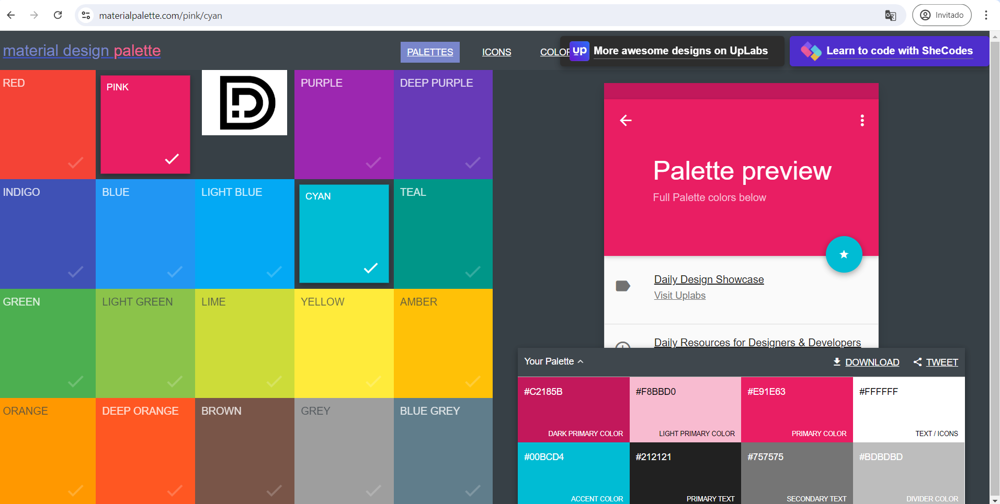 materialpalette.com/pink/cyan
Invitado
material design palette
PALETTES
ICONS
COLOR
up
More awesome designs on UpLabs
Learn to code with SheCodes
RED
PINK
PURPLE
DEEP PURPLE
INDIGO
BLUE
LIGHT BLUE
CYAN
TEAL
GREEN
LIGHT GREEN
LIME
YELLOW
AMBER
ORANGE
DEEP ORANGE
BROWN
GREY
BLUE GREY
Palette preview
Full Palette colors below
Daily Design Showcase
Visit Uplabs
Daily Resources for Designers & Developers
Your Palette
DOWNLOAD
TWEET
#C2185B
DARK PRIMARY COLOR
#F8BBD0
LIGHT PRIMARY COLOR
#E91E63
PRIMARY COLOR
#FFFFFF
TEXT / ICONS
#00BCD4
ACCENT COLOR
#212121
PRIMARY TEXT
#757575
SECONDARY TEXT
#BDBDBD
DIVIDER COLOR